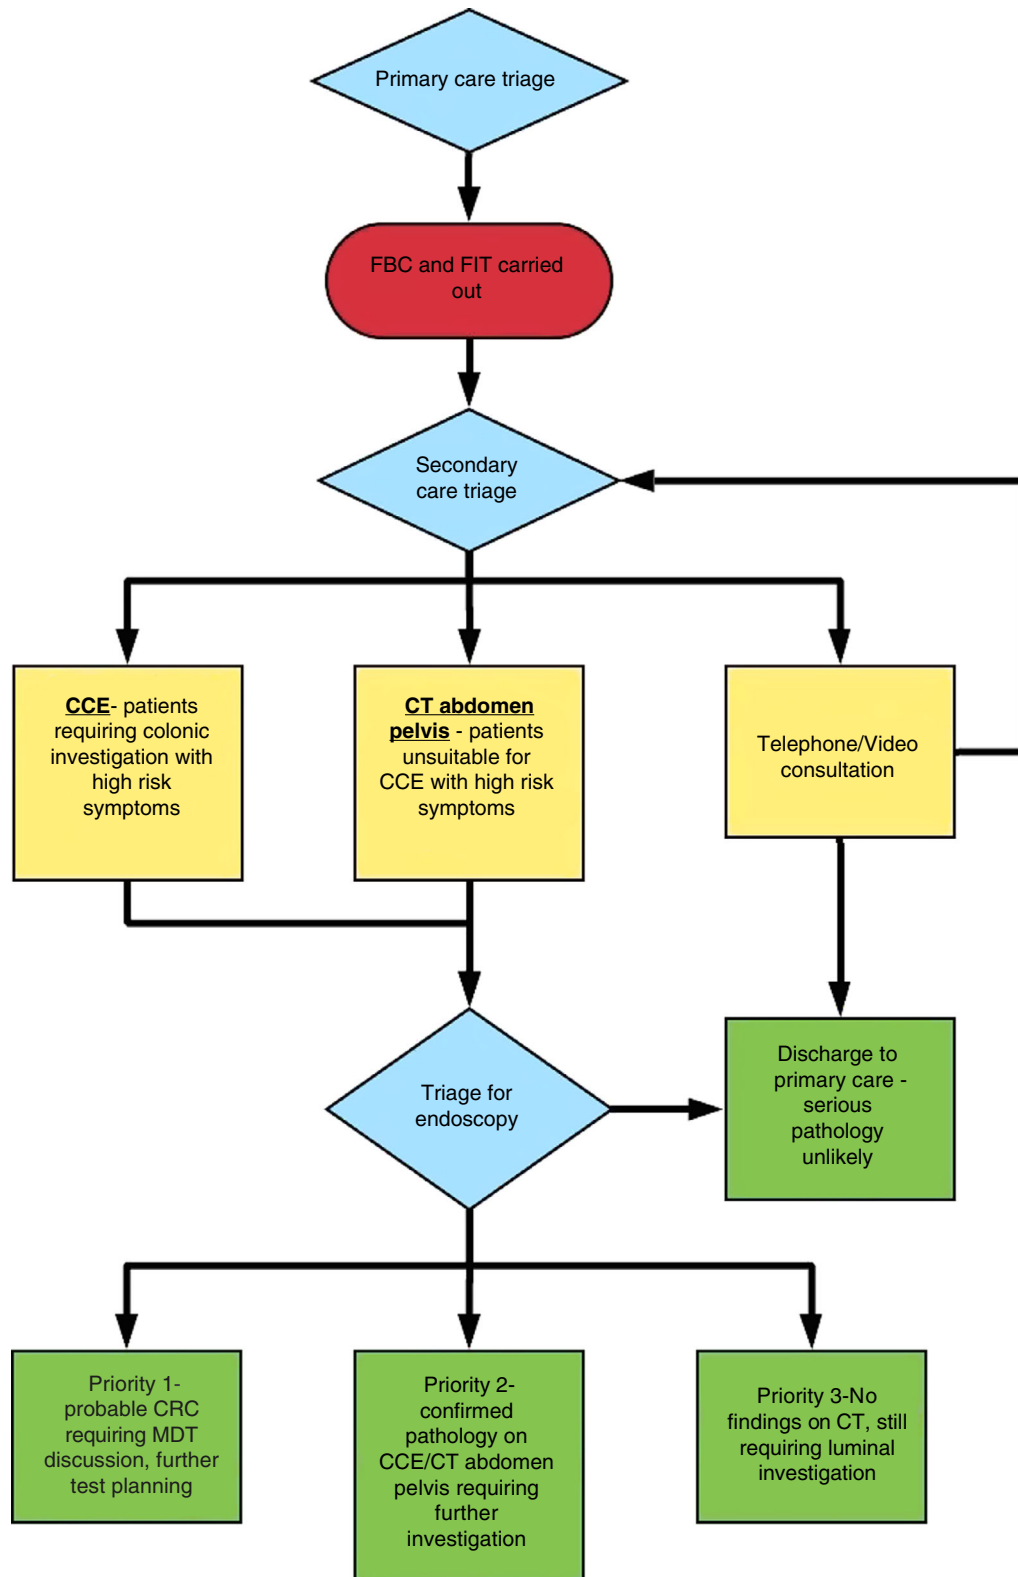 Primary care triage
FBC and FIT carried
out
Secondary
care triage
CCE- patients
requiring colonic
investigation with
high risk
symptoms
CT abdomen
pelvis - patients
unsuitable for
CCE with high risk
symptoms
Telephone/Video
consultation
Triage for
endoscopy
Discharge to
primary care -
serious
pathology
unlikely
Priority 1-
probable CRC
requiring MDT
discussion, further
test planning
Priority 2-
confirmed
pathology on
CCE/CT abdomen
pelvis requiring
further
investigation
Priority 3-No
findings on CT, still
requiring luminal
investigation